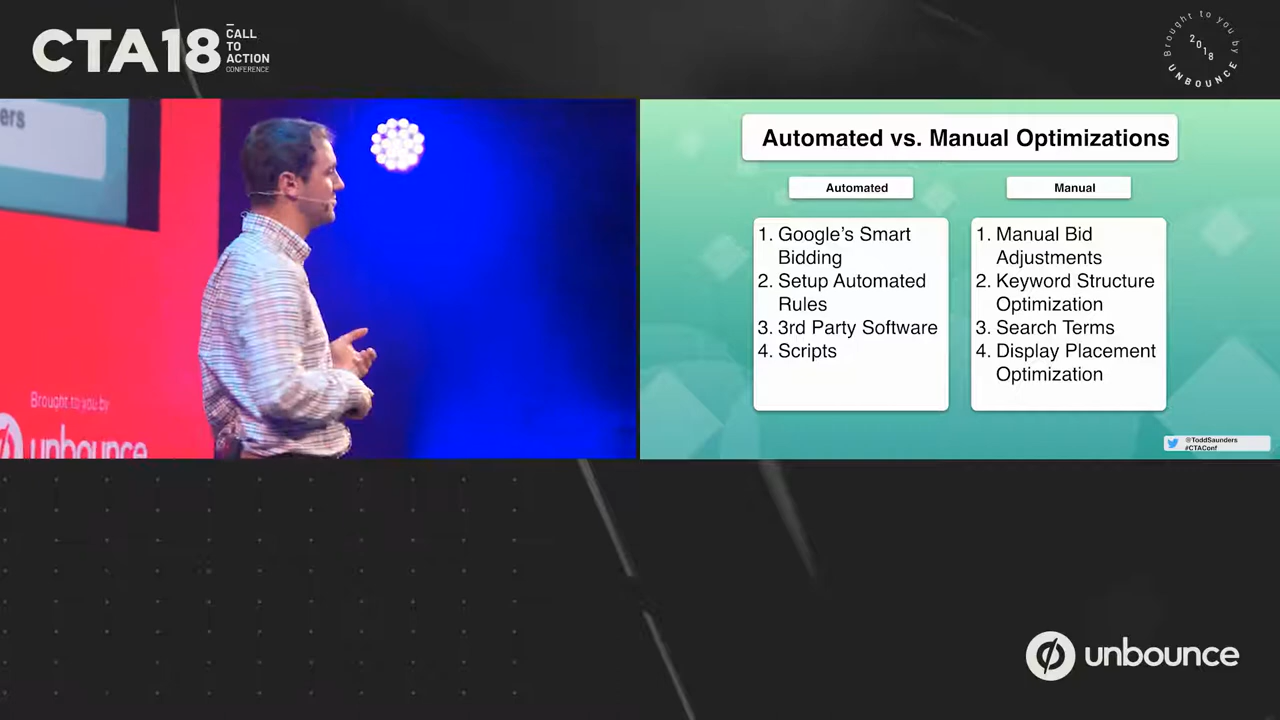 CTA18
CALL
TO
ACTION
CONFERENCE
Brought to you by
2018
UNBOUNCE
ers
Brought to you by
unbounce
Automated vs. Manual Optimizations
Automated
Manual
1. Google's Smart
Bidding
2. Setup Automated
Rules
3. 3rd Party Software
4. Scripts
1. Manual Bid
Adjustments
2. Keyword Structure
Optimization
3. Search Terms
4. Display Placement
Optimization
@ToddSaunders
#CTAConf
unbounce